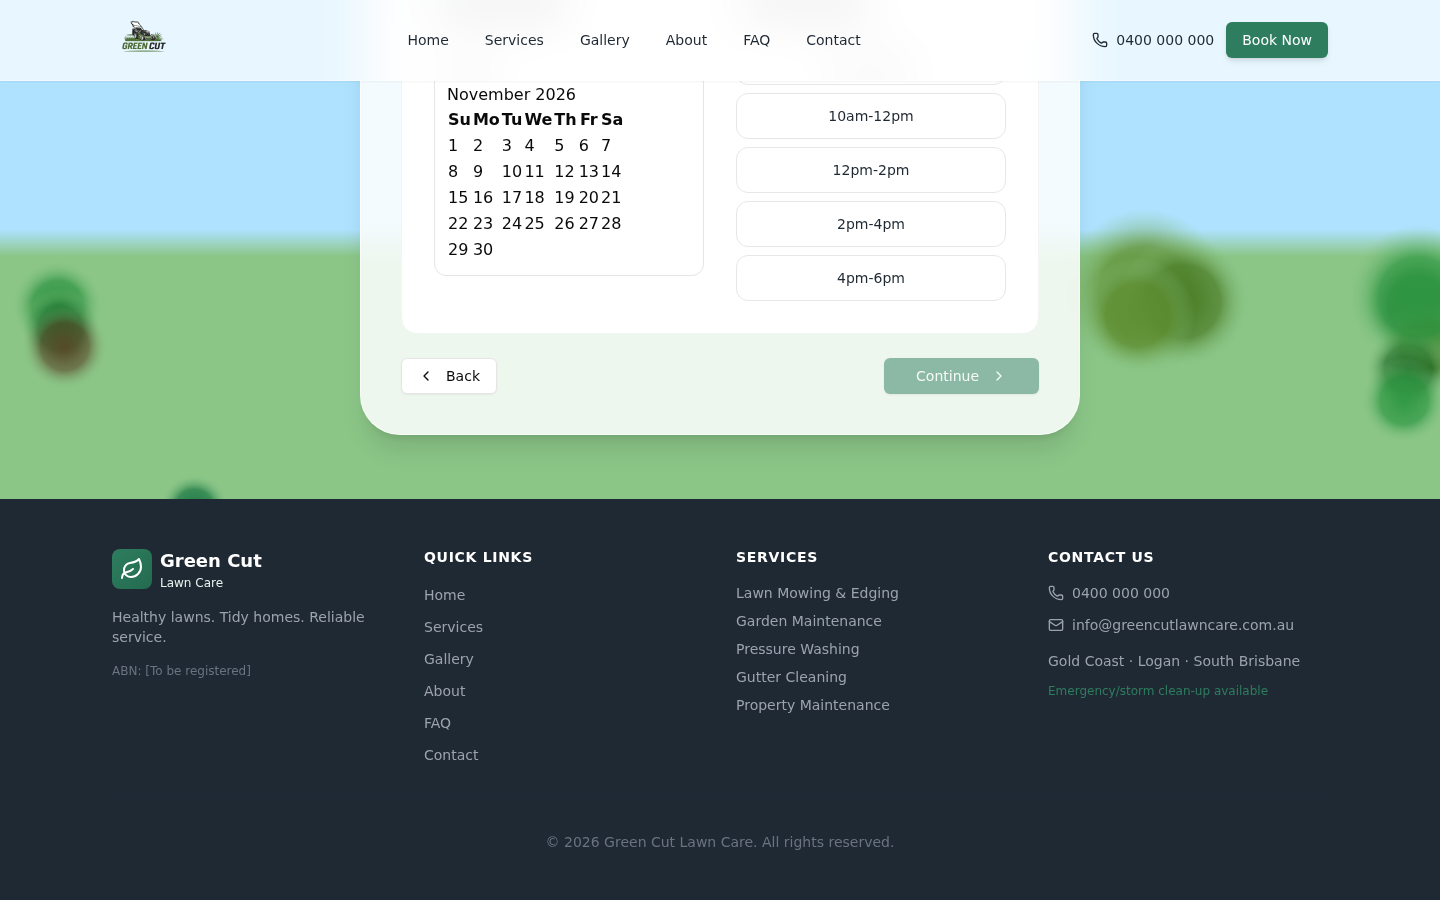 GREEN CUT
Home Services Gallery About FAQ Contact
0400 000 000
Book Now
November 2026
Su Mo Tu We Th Fr Sa
1 2 3 4 5 6 7
8 9 10 11 12 13 14
15 16 17 18 19 20 21
22 23 24 25 26 27 28
29 30
10am-12pm
12pm-2pm
2pm-4pm
4pm-6pm
Back
Continue
Green Cut
Lawn Care
Healthy lawns. Tidy homes. Reliable
service.
ABN: [To be registered]
QUICK LINKS
Home
Services
Gallery
About
FAQ
Contact
SERVICES
Lawn Mowing & Edging
Garden Maintenance
Pressure Washing
Gutter Cleaning
Property Maintenance
CONTACT US
0400 000 000
info@greencutlawncare.com.au
Gold Coast · Logan · South Brisbane
Emergency/storm clean-up available
© 2026 Green Cut Lawn Care. All rights reserved.